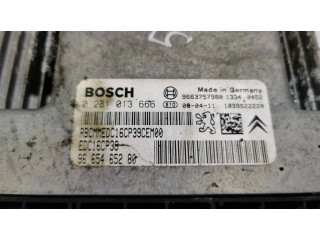 BOSCH
Made in Germany
0 281 013 666
9663757980 1334 0452
08-04-11 1039S22220
RBCMMEDC16CP39CEM00
EDC16CP39
96 654 652 80